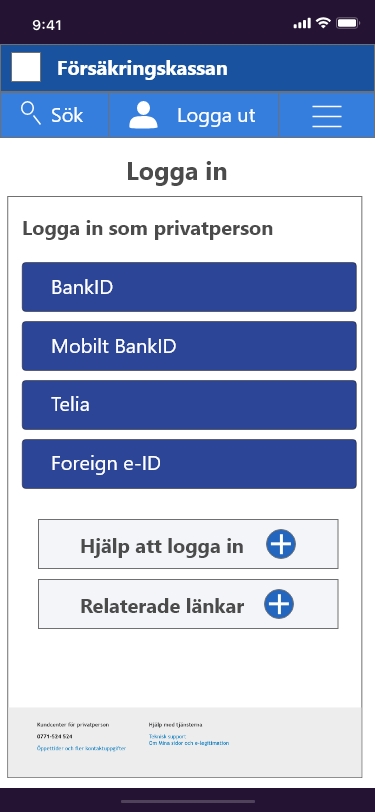 9:41
Försäkringskassan
Sök
Logga ut
Logga in
Logga in som privatperson
BankID
Mobilt BankID
Telia
Foreign e-ID
Hjälp att logga in
Relaterade länkar
Kundcenter för privatperson
0771-524 524
Öppettider och fler kontaktuppgifter
Hjälp med tjänsterna
Teknisk support
Om Mina sidor och e-legitimation